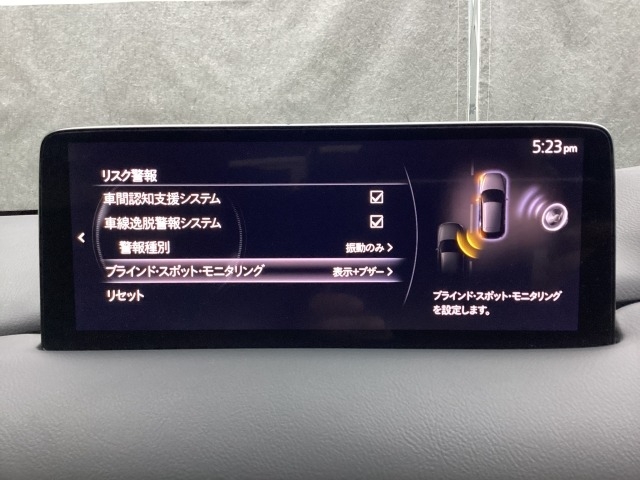 5:23pm
リスク警報
車間認知支援システム
車線逸脱警報システム
警報種別 振動のみ
ブラインド・スポット・モニタリング 表示+ブザー
リセット
ブラインド・スポット・モニタリング
を設定します。